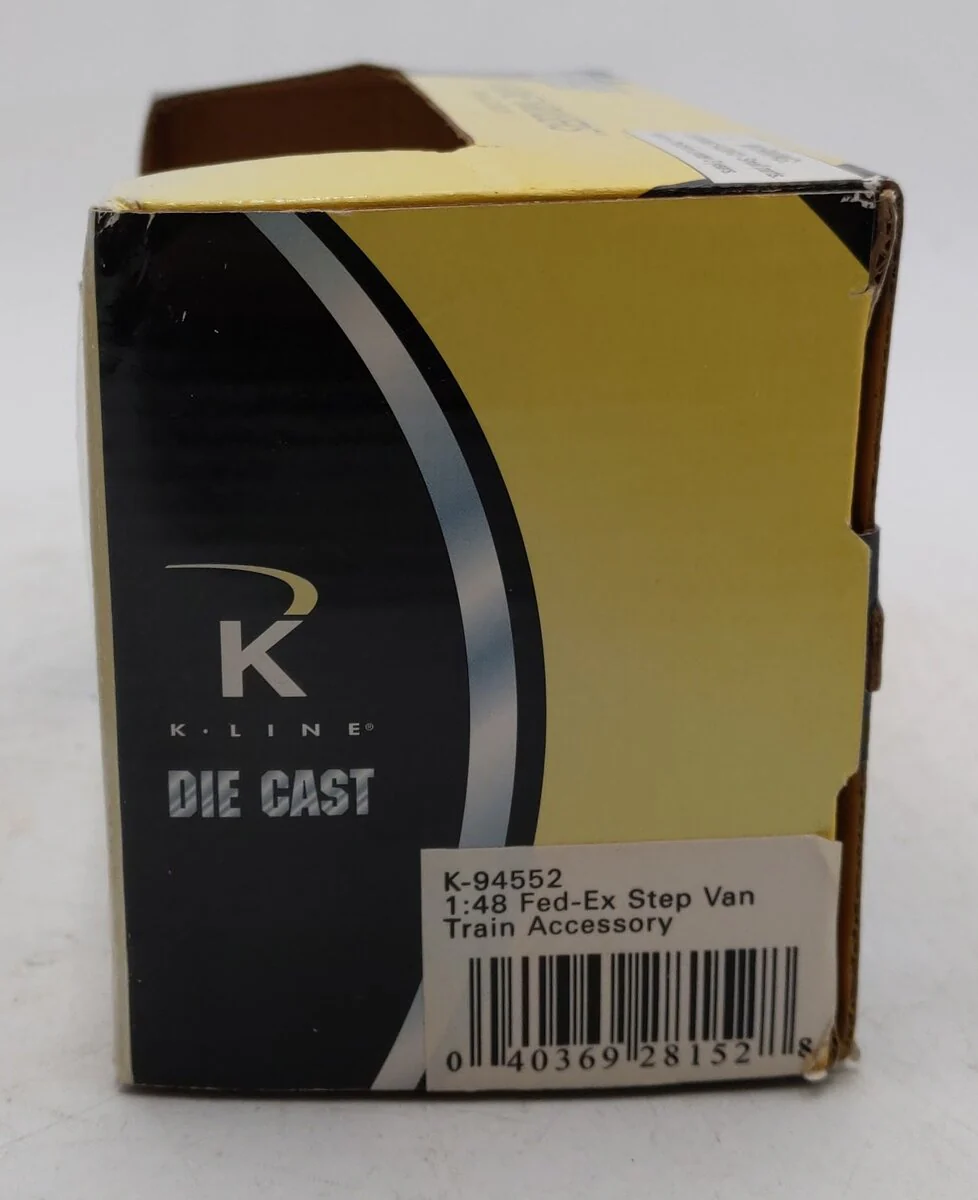 K
K·LINE®
DIE CAST
K-94552
1:48 Fed-Ex Step Van
Train Accessory
0 40369 28152 8